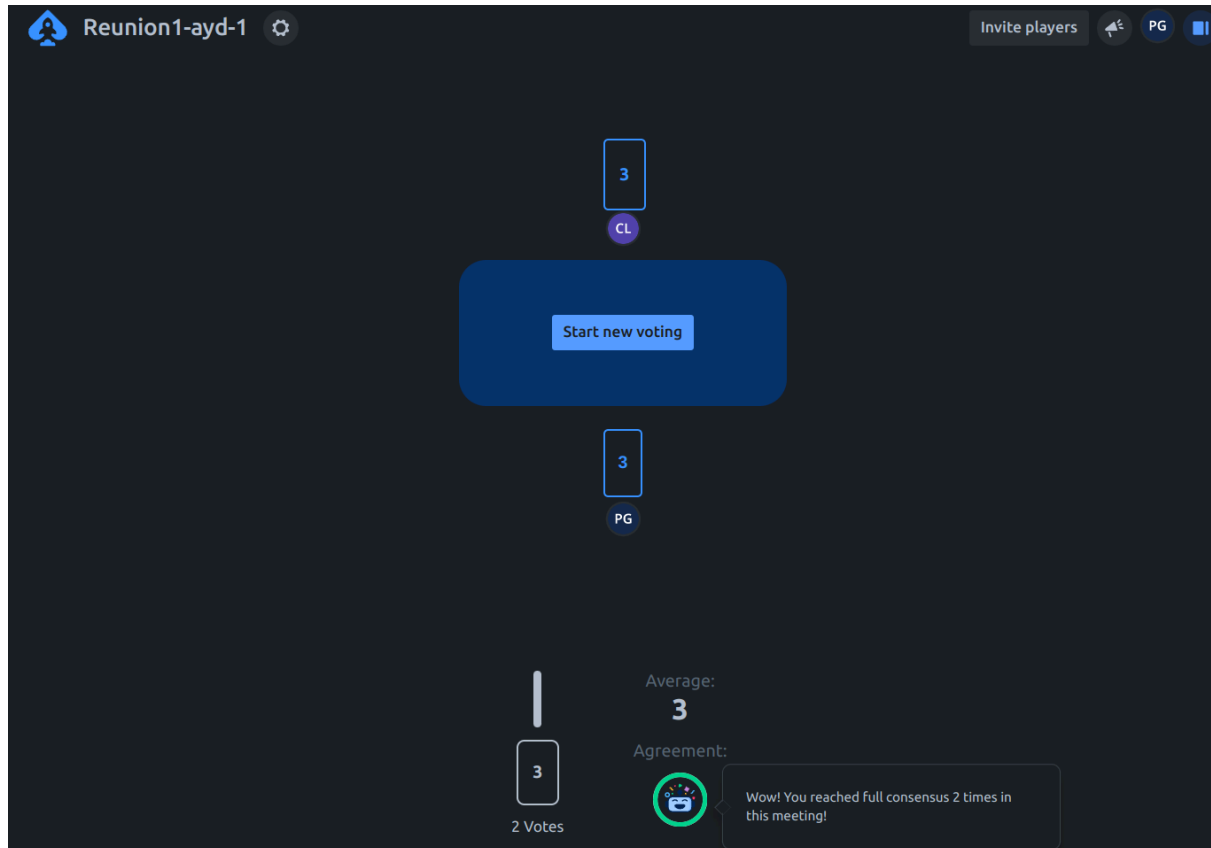 Reunion1-ayd-1
Invite players
PG
3
CL
Start new voting
3
PG
Average:
3
Agreement:
3
2 Votes
Wow! You reached full consensus 2 times in
this meeting!